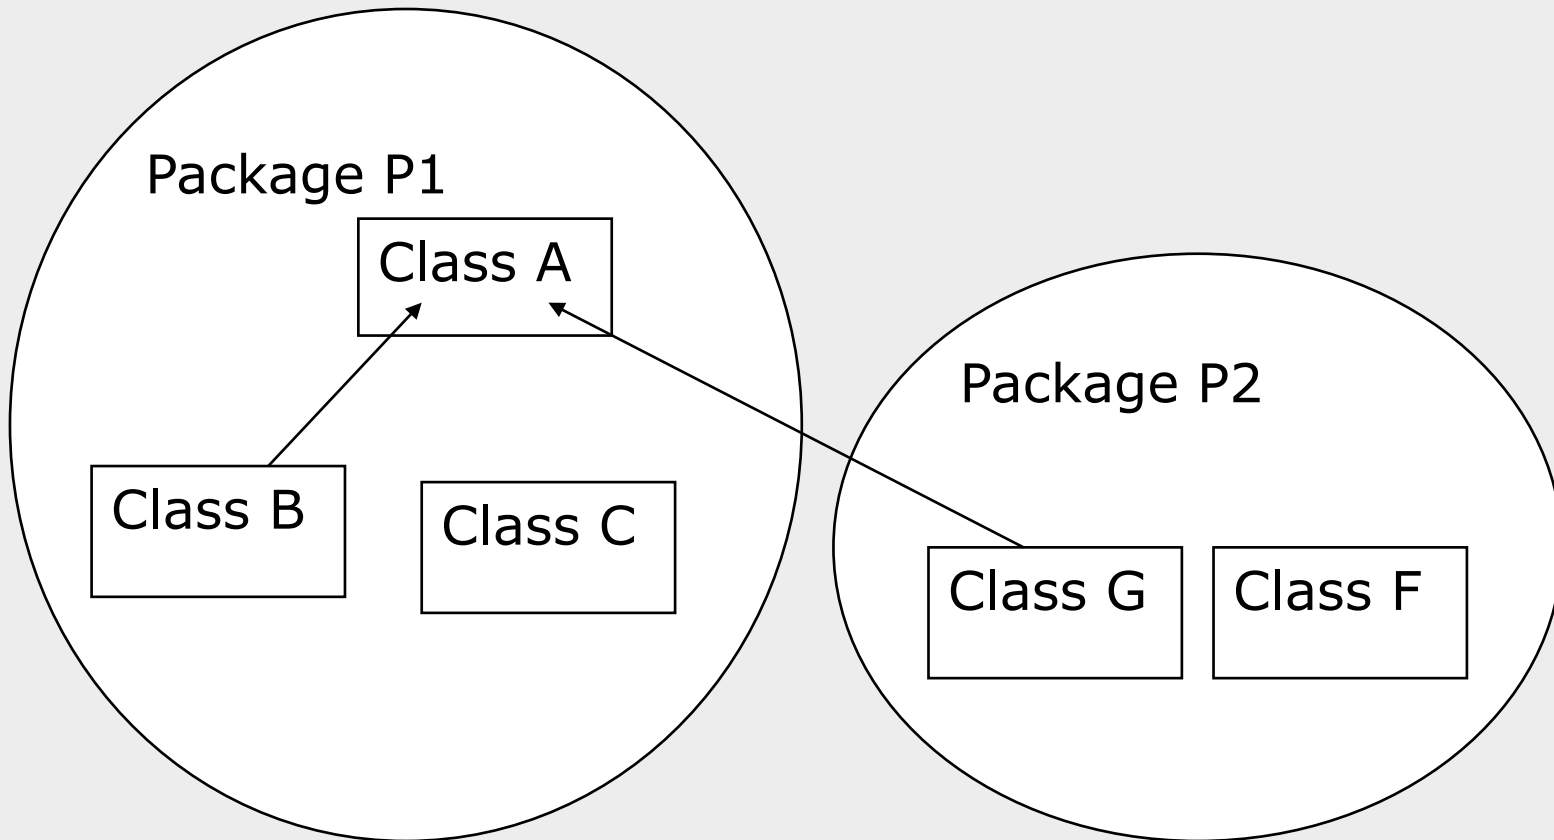 Package P1
Class A
Class B
Class C
Package P2
Class G
Class F